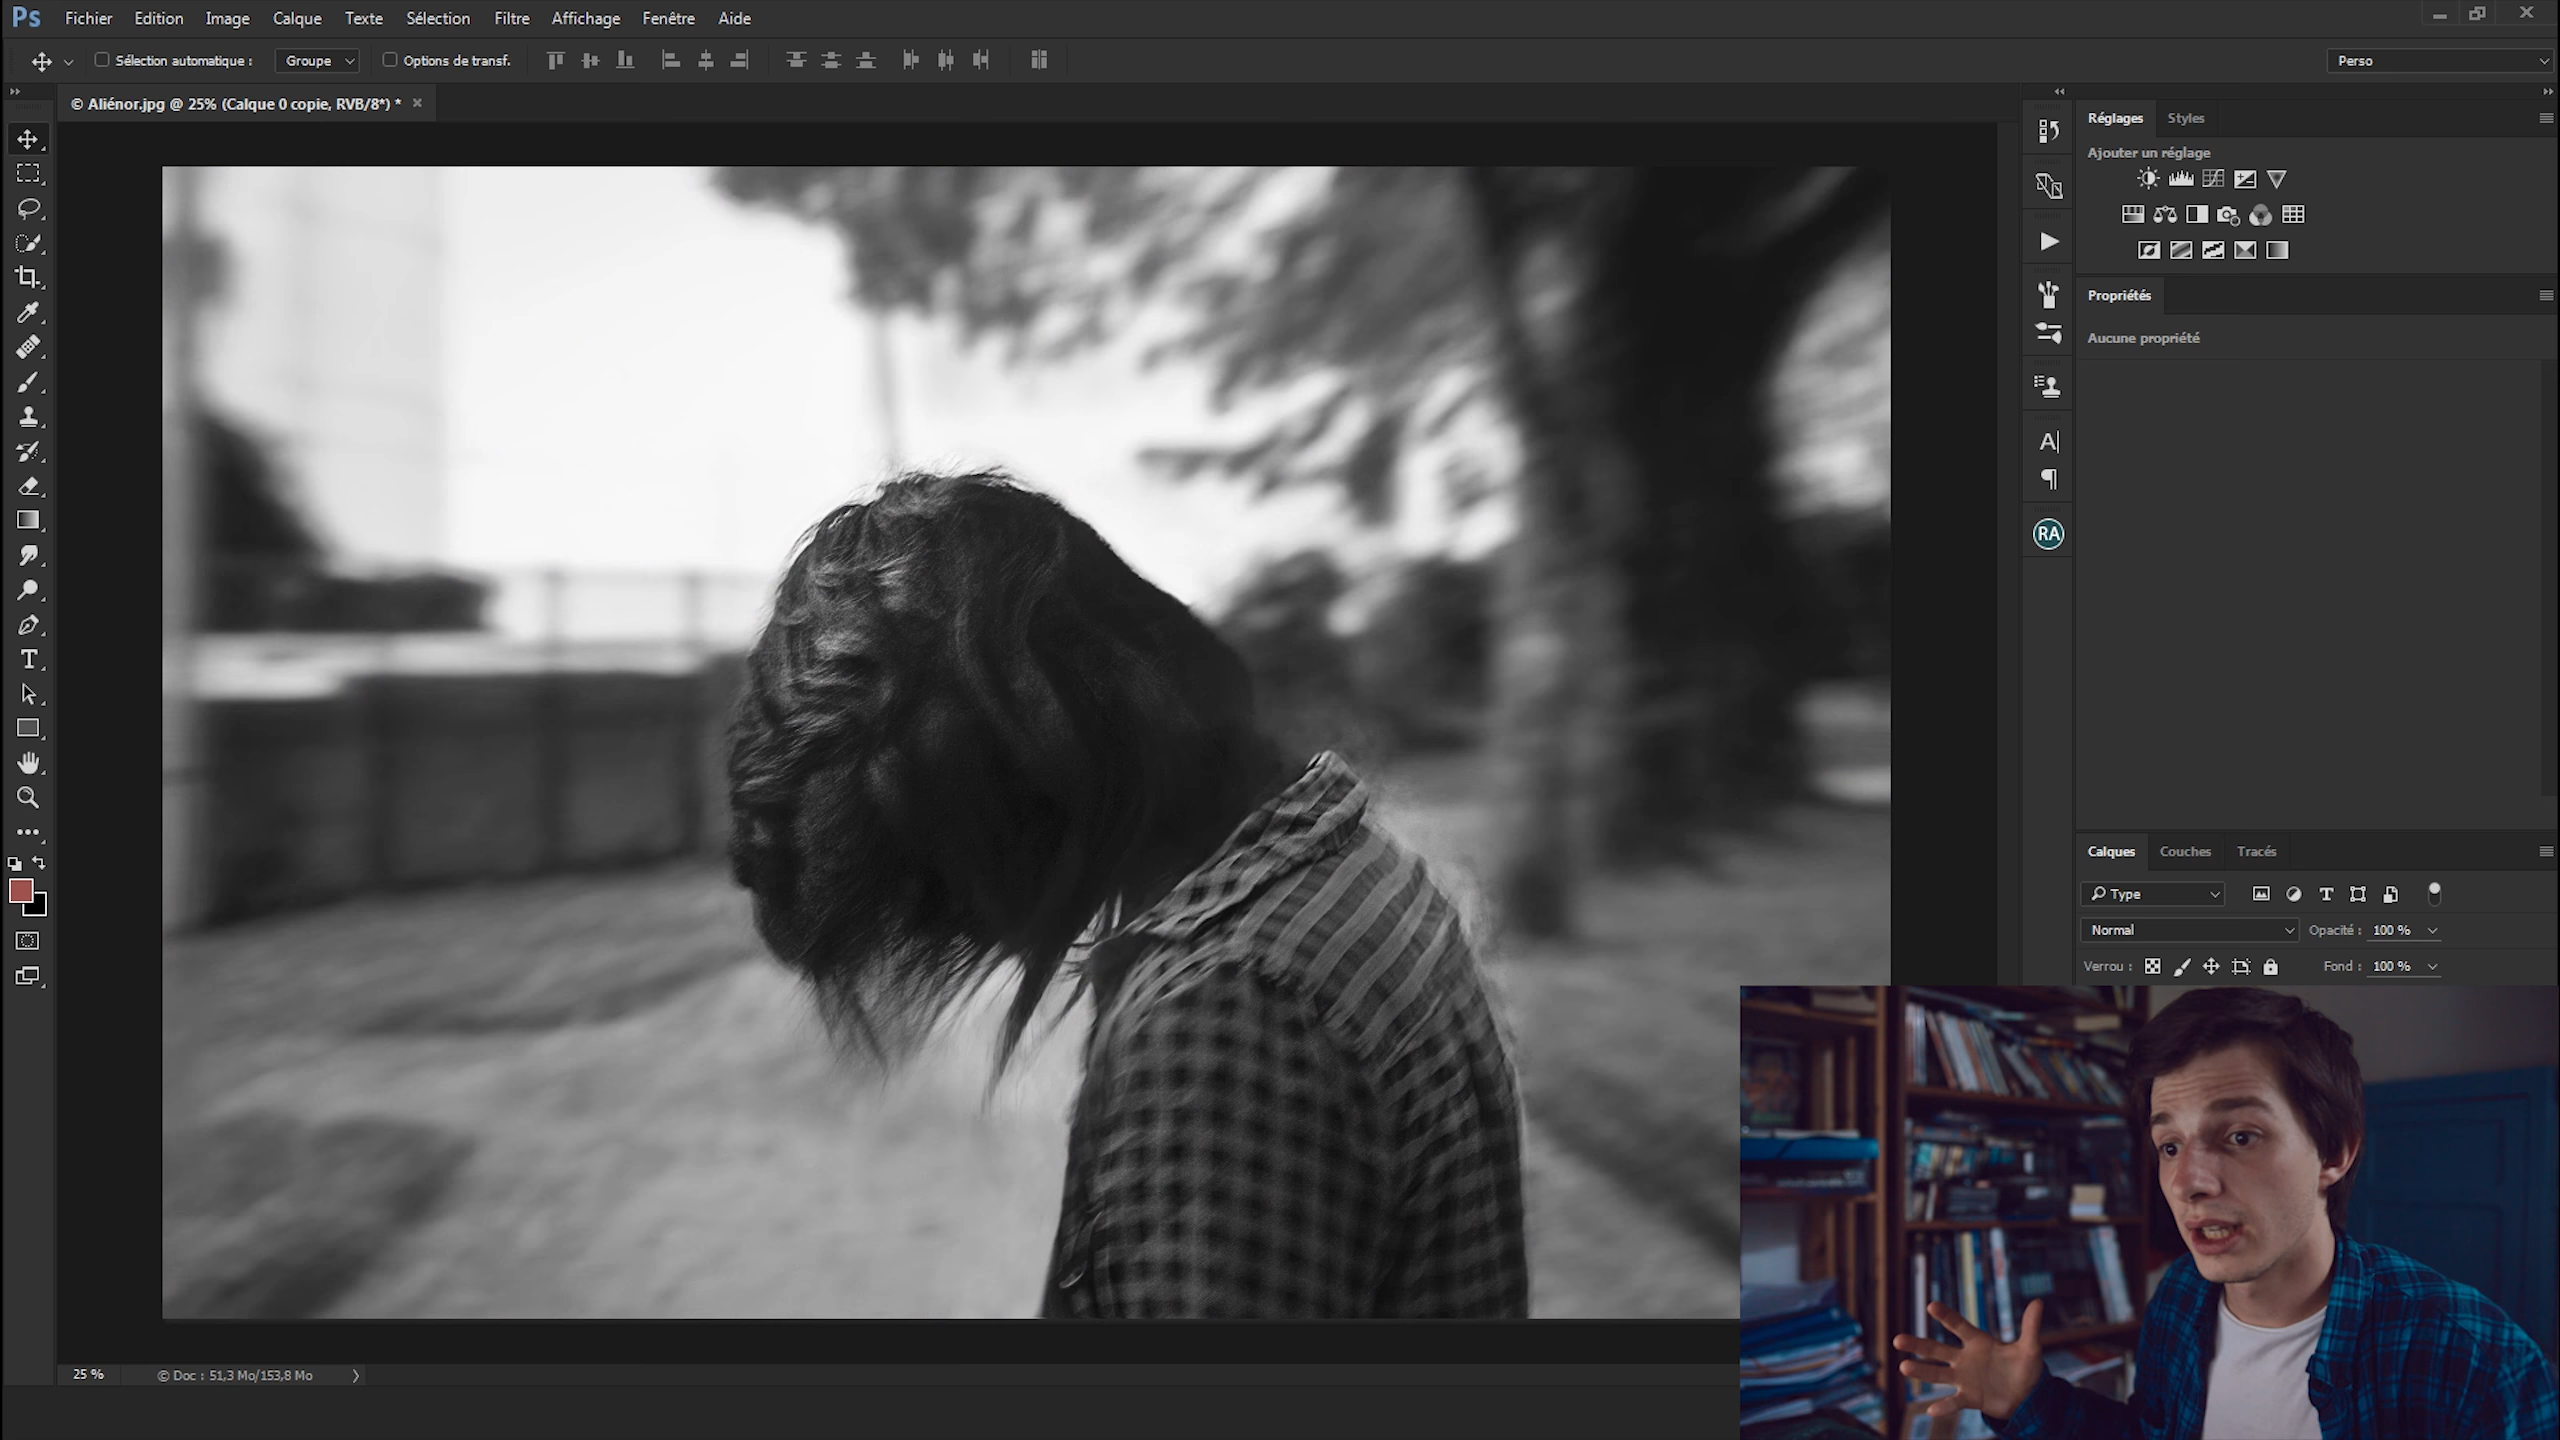 Ps Fichier Edition Image Calque Texte Sélection Filtre Affichage Fenêtre Aide
Sélection automatique : Groupe Options de transf. Perso
© Aliénor.jpg @ 25% (Calque 0 copie, RVB/8*) *
Réglages Styles
Ajouter un réglage
Propriétés
Aucune propriété
A
RA
T
Calques Couches Tracés
Type T
Normal Opacité : 100 %
Verrou : Fond : 100 %
25 % © Doc : 51,3 Mo/153,8 Mo